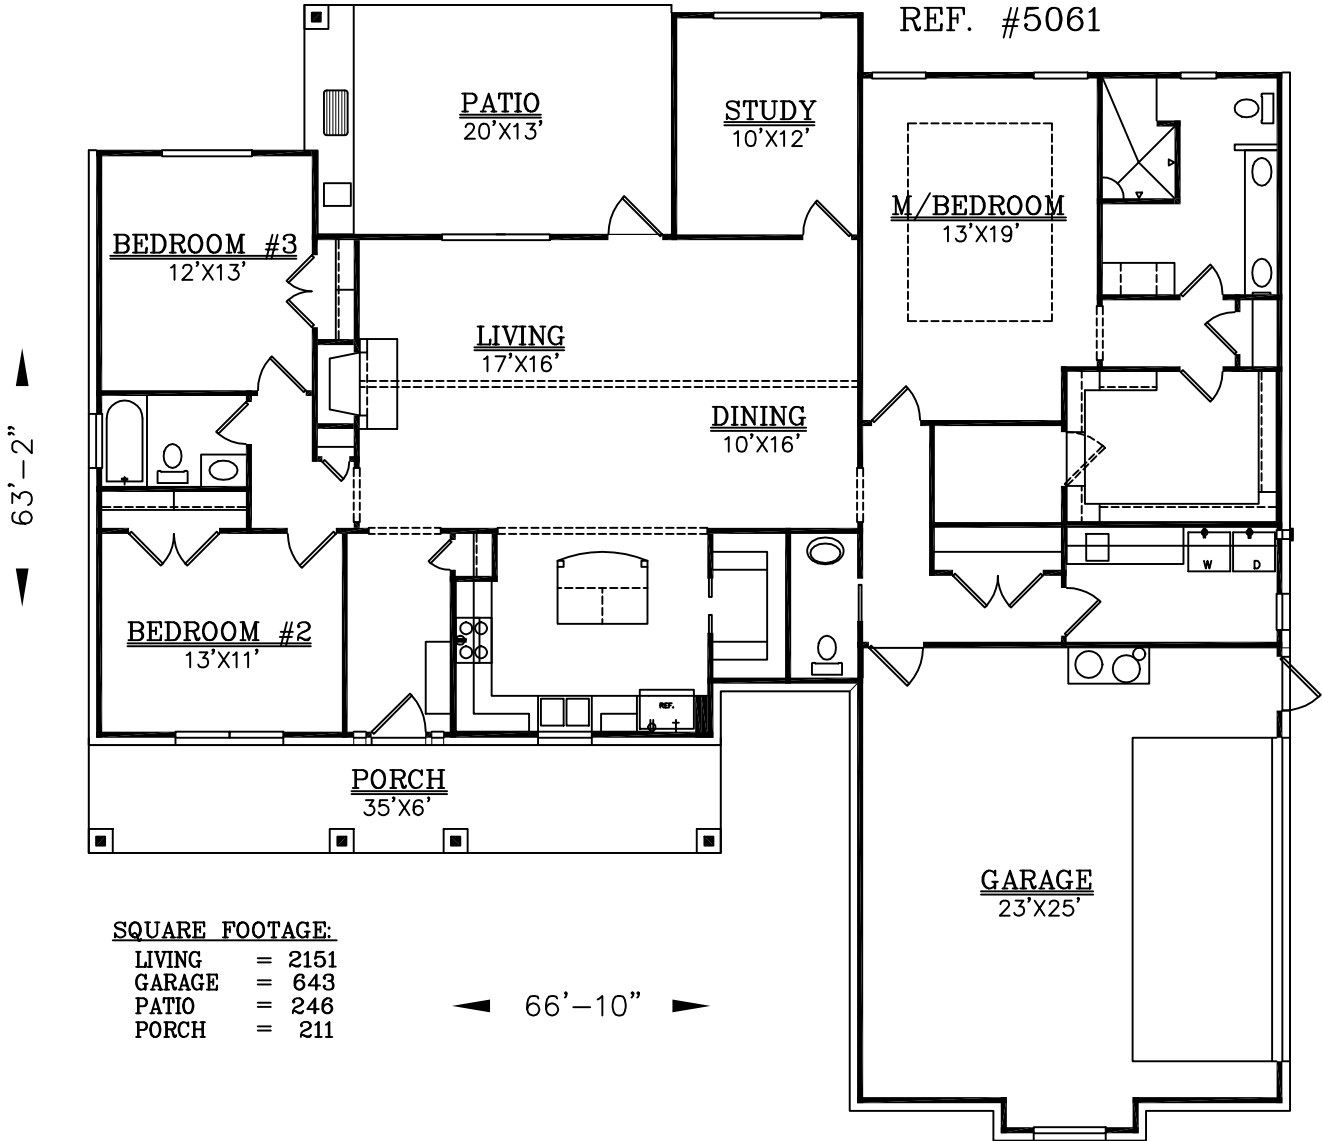 REF. #5061
PATIO
20'X13'
STUDY
10'X12'
M/BEDROOM
13'X19'
BEDROOM #3
12'X13'
LIVING
17'X16'
DINING
10'X16'
63'-2"
W
D
BEDROOM #2
13'X11'
REF.
PORCH
35'X6'
GARAGE
23'X25'
SQUARE FOOTAGE:
LIVING = 2151
GARAGE = 643
PATIO = 246
PORCH = 211
66'-10"